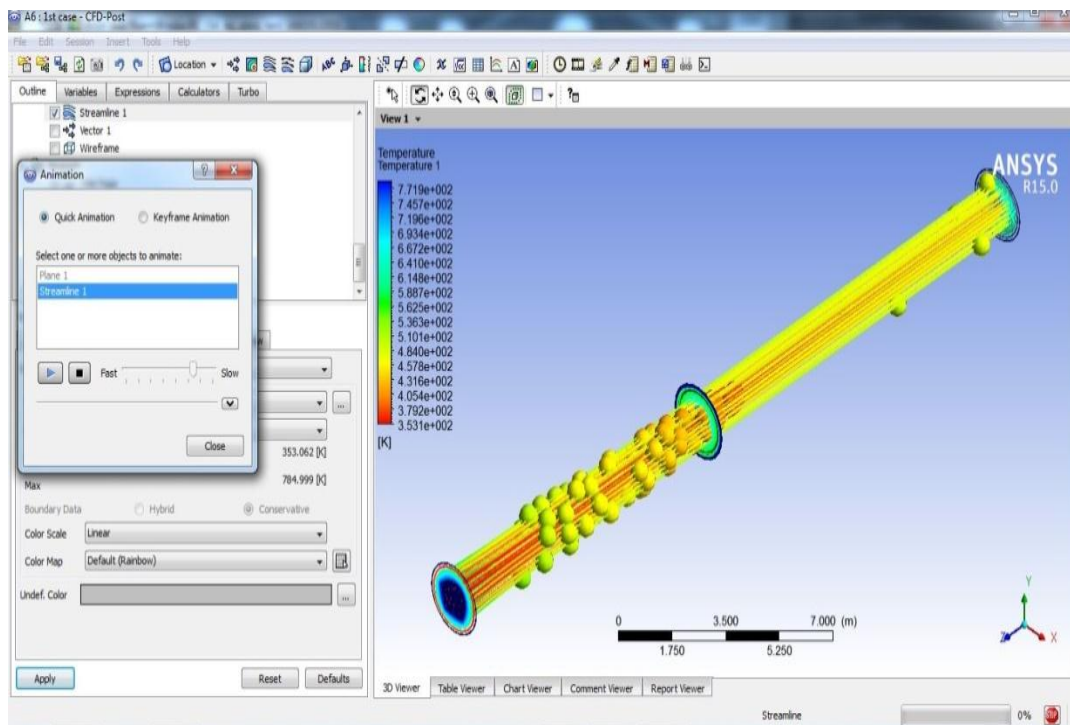 A6 : 1st case - CFD-Post
File Edit Session Insert Tools Help
Location
Outline Variables Expressions Calculators Turbo
Streamline 1
Vector 1
Wireframe
Animation
Quick Animation Keyframe Animation
Select one or more objects to animate:
Plane 1
Streamline 1
Fast Slow
Close
353.062 [K]
Max 784.999 [K]
Boundary Data Hybrid Conservative
Color Scale Linear
Color Map Default (Rainbow)
Undef. Color
Apply Reset Defaults
View 1
Temperature
Temperature 1
7.719e+002
7.457e+002
7.196e+002
6.934e+002
6.672e+002
6.410e+002
6.148e+002
5.887e+002
5.625e+002
5.363e+002
5.101e+002
4.840e+002
4.578e+002
4.316e+002
4.054e+002
3.792e+002
3.531e+002
[K]
ANSYS
R15.0
0 3.500 7.000 (m)
1.750 5.250
Y
Z X
3D Viewer Table Viewer Chart Viewer Comment Viewer Report Viewer
Streamline 0%